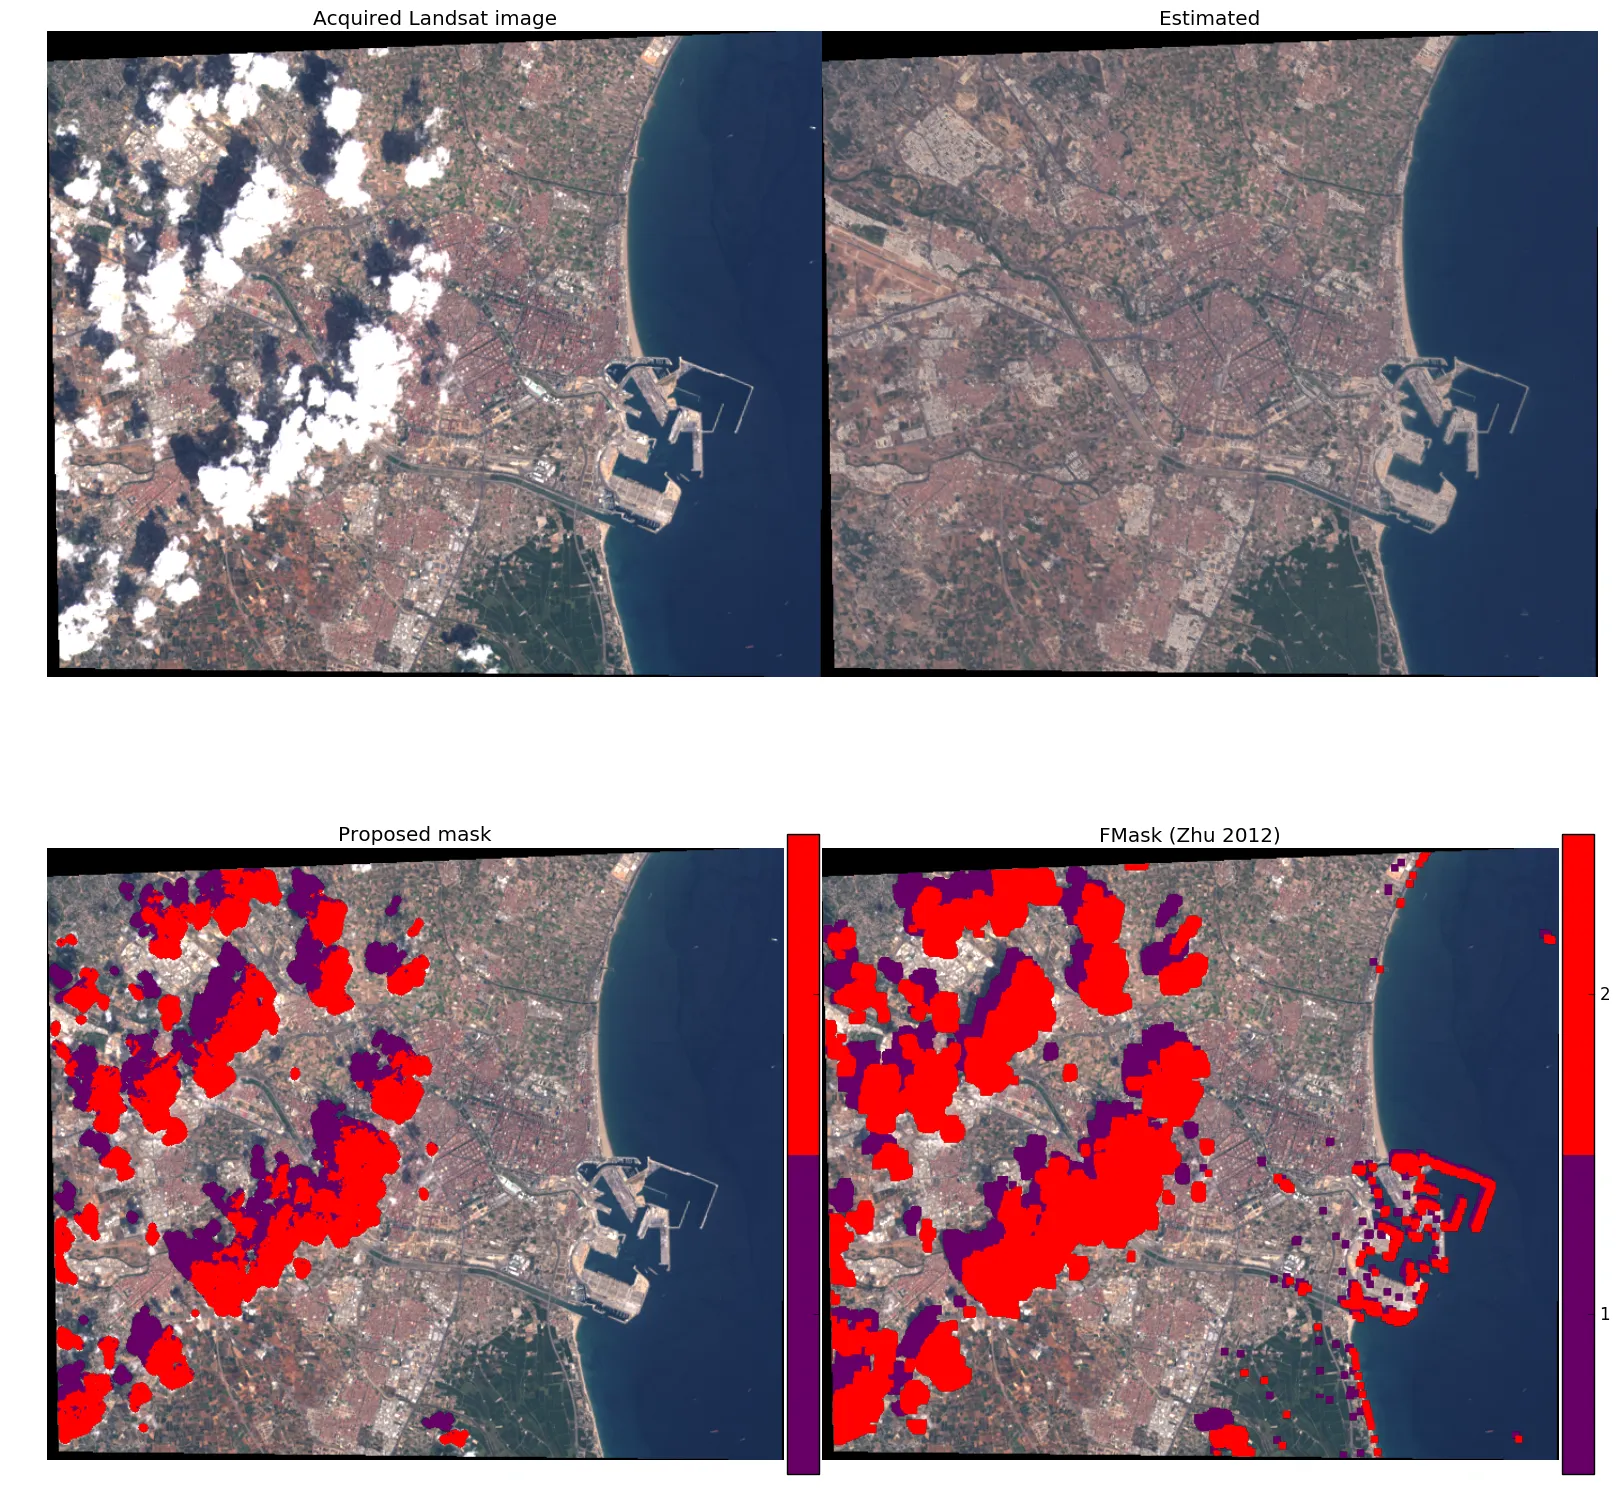 Acquired Landsat image
Estimated
Proposed mask
FMask (Zhu 2012)
2
1